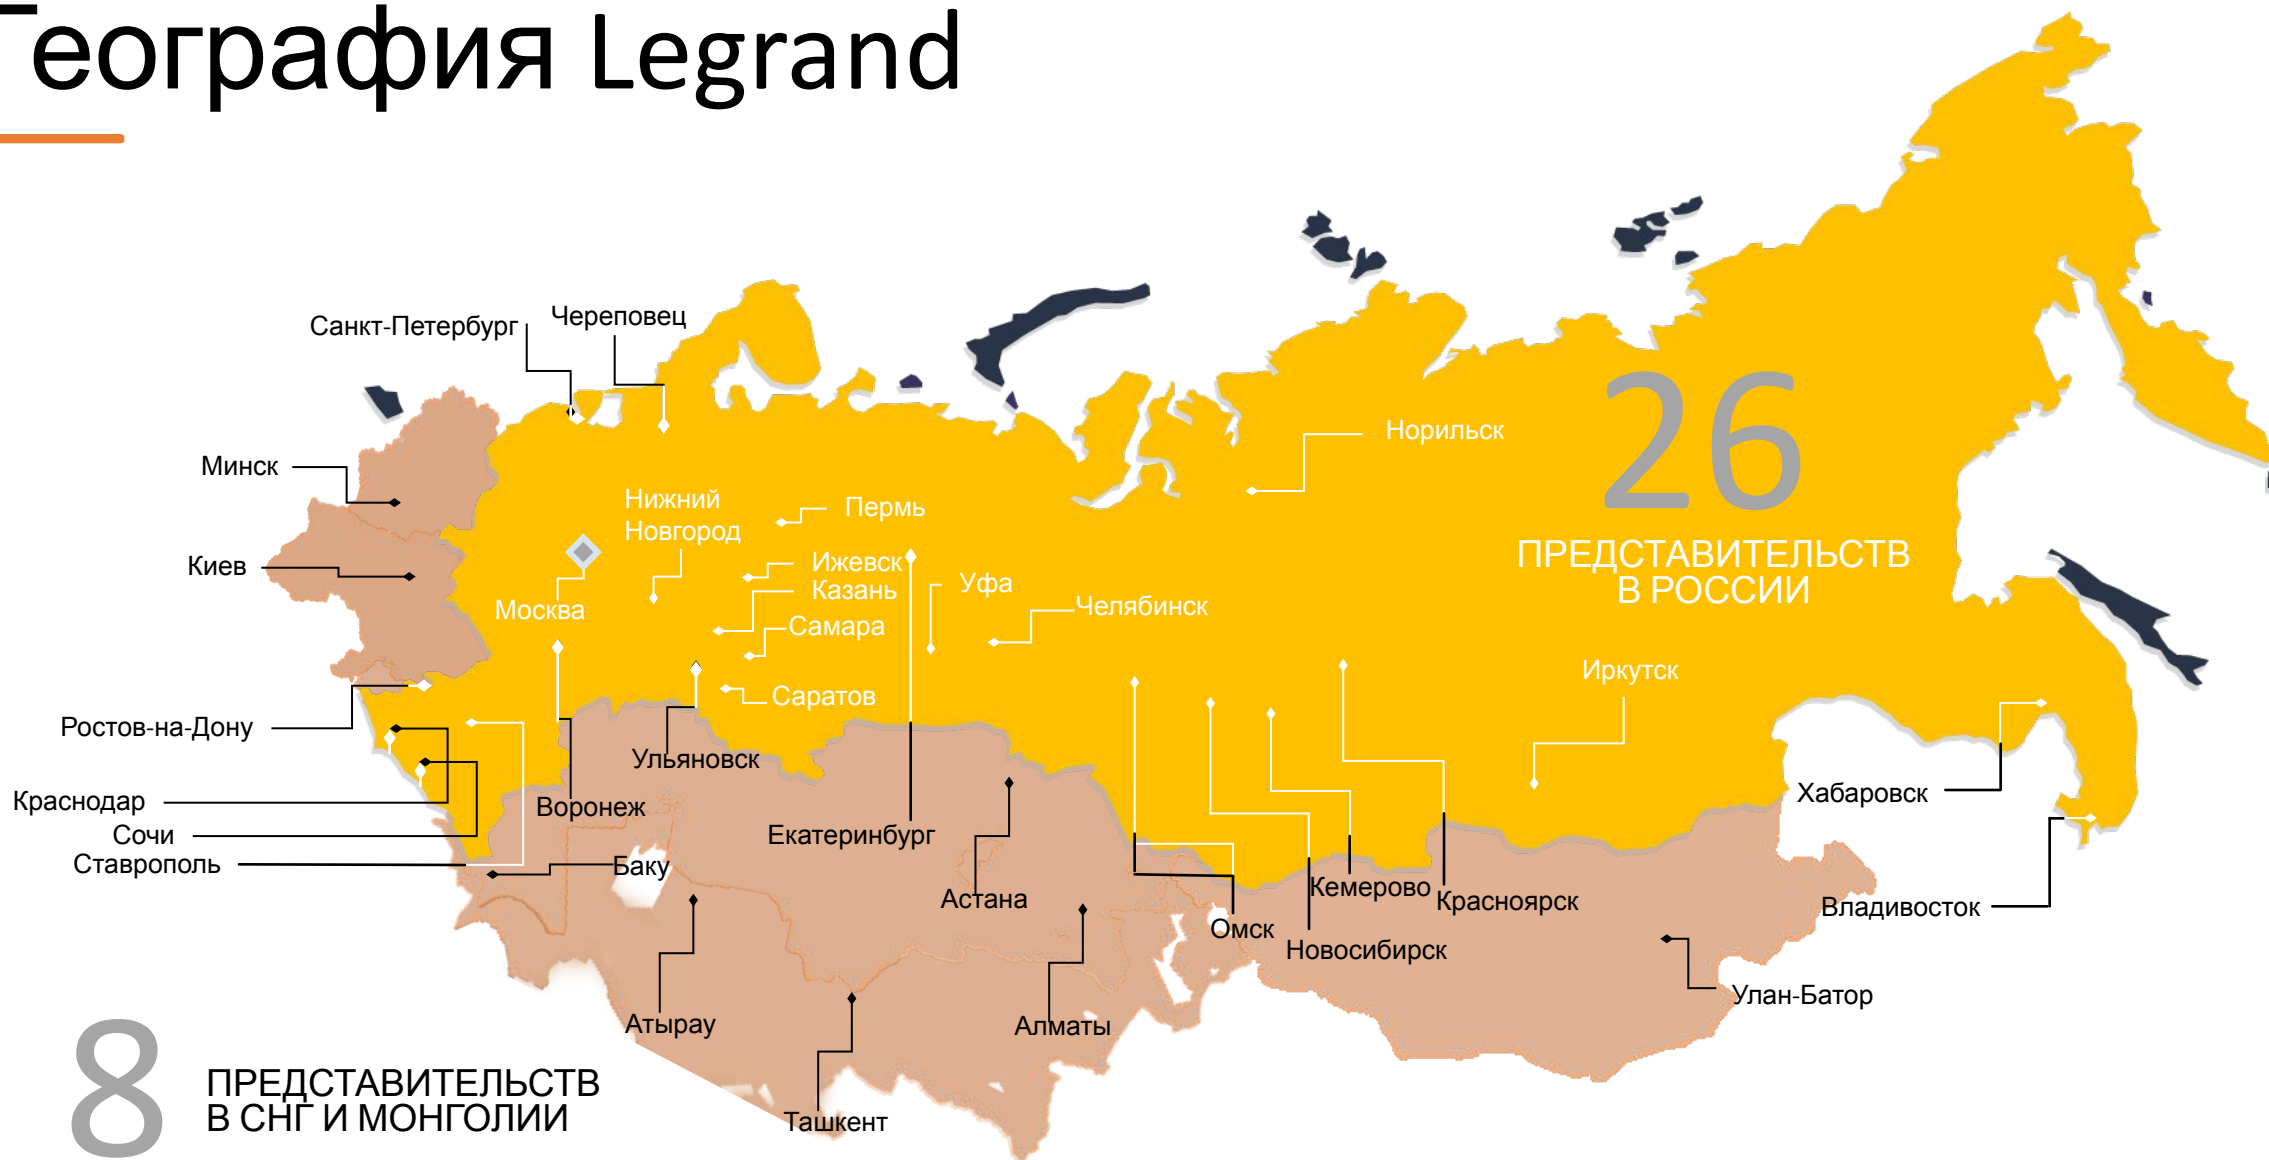 География Legrand
Санкт-Петербург
Череповец
Минск
Киев
Норильск
26
ПРЕДСТАВИТЕЛЬСТВ
В РОССИИ
Нижний
Новгород
Пермь
Ижевск
Казань
Уфа
Челябинск
Москва
Самара
Саратов
Иркутск
Ростов-на-Дону
Ульяновск
Краснодар
Воронеж
Сочи
Екатеринбург
Ставрополь
Баку
Астана
Хабаровск
Кемерово
Красноярск
Владивосток
Омск
Новосибирск
Улан-Батор
Атырау
Алматы
Ташкент
8
ПРЕДСТАВИТЕЛЬСТВ
В СНГ И МОНГОЛИИ